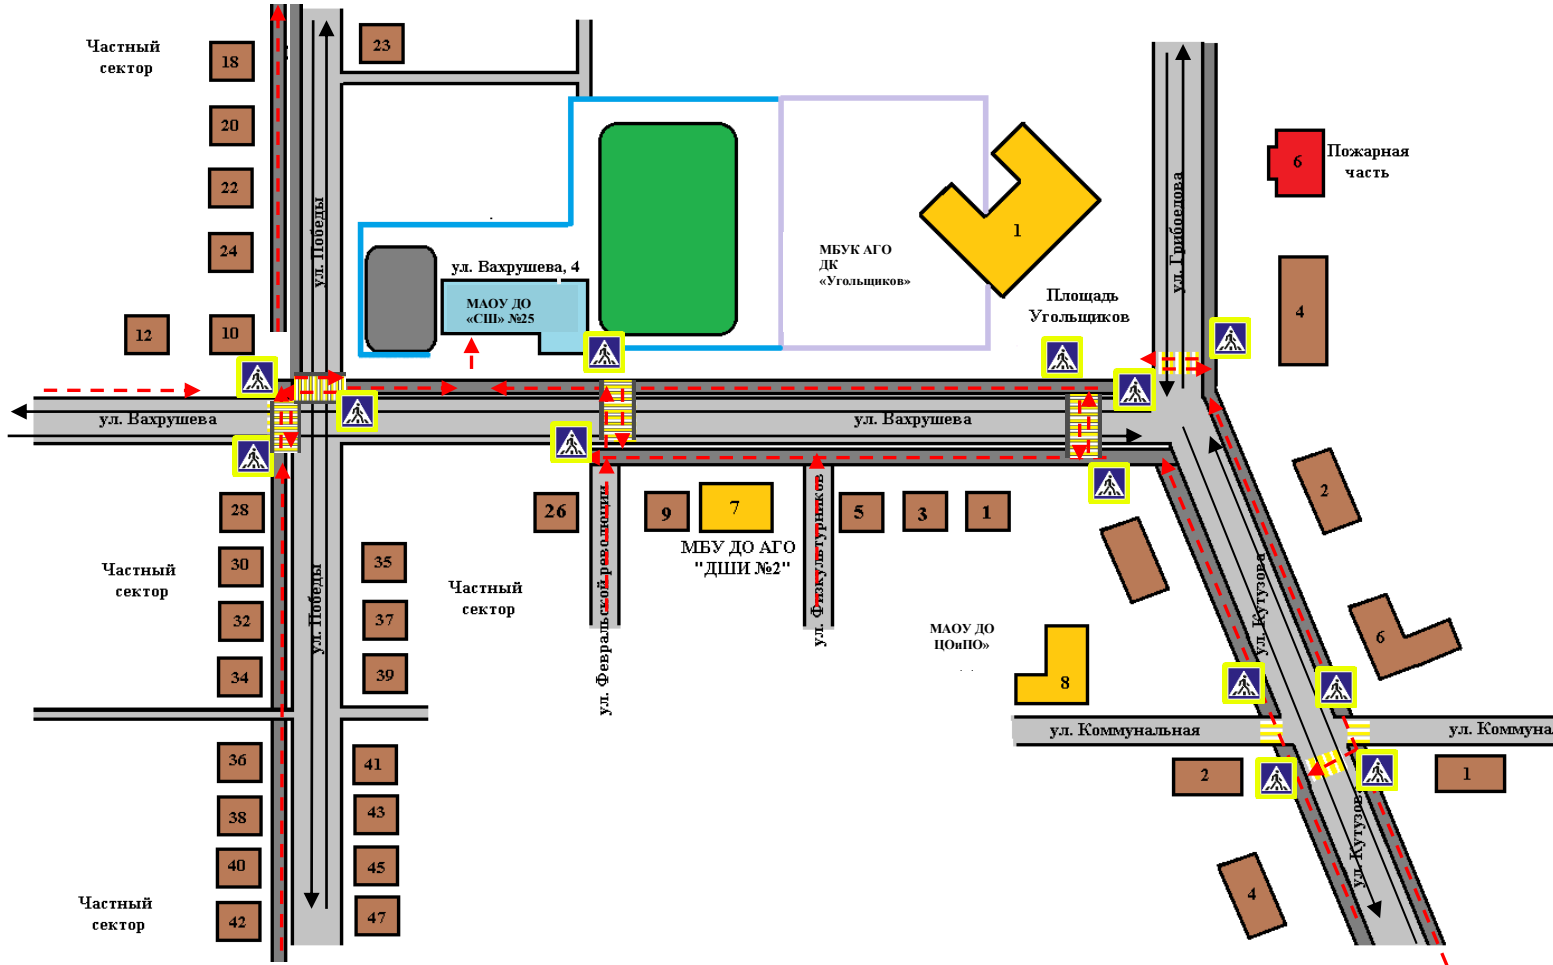 Частный
сектор
18
20
22
24
12
10
23
ул. Победы
ул. Вахрушева, 4
МАОУ ДО
«СШ» №25
МБУК АГО
ДК
«Угольщиков»
1
Площадь
Угольщиков
ул. Грибоедова
6
Пожарная
часть
4
ул. Вахрушева
ул. Вахрушева
28
30
32
34
Частный
сектор
ул. Победы
35
37
39
Частный
сектор
26
9
7
5
3
1
МБУ ДО АГО
"ДШИ №2"
ул. Февральской революции
ул. Физкультурников
МАОУ ДО
ЦОиПО»
8
2
6
ул. Кутузова
ул. Коммунальная
ул. Коммуна
2
1
ул. Кутузова
4
36
38
40
42
Частный
сектор
41
43
45
47